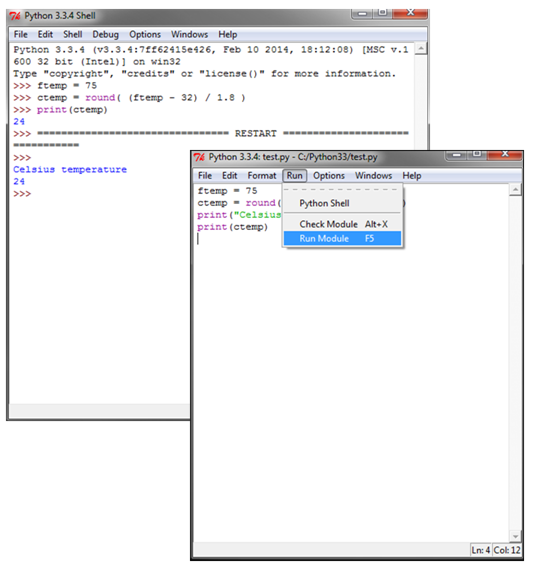 Python 3.3.4 Shell
File Edit Shell Debug Options Windows Help
Python 3.3.4 (v3.3.4:7ff62415e426, Feb 10 2014, 18:12:08) [MSC v.1
600 32 bit (Intel)] on win32
Type "copyright", "credits" or "license()" for more information.
>>> ftemp = 75
>>> ctemp = round( (ftemp - 32) / 1.8 )
>>> print(ctemp)
24
>>> ================================ RESTART ================================
>>>
Celsius temperature
24
>>>
Python 3.3.4: test.py - C:/Python33/test.py
File Edit Format Run Options Windows Help
ftemp = 75
ctemp = round( )
print("Celsius
print(ctemp)
Python Shell
Check Module Alt+X
Run Module F5
Ln: 4 Col: 12